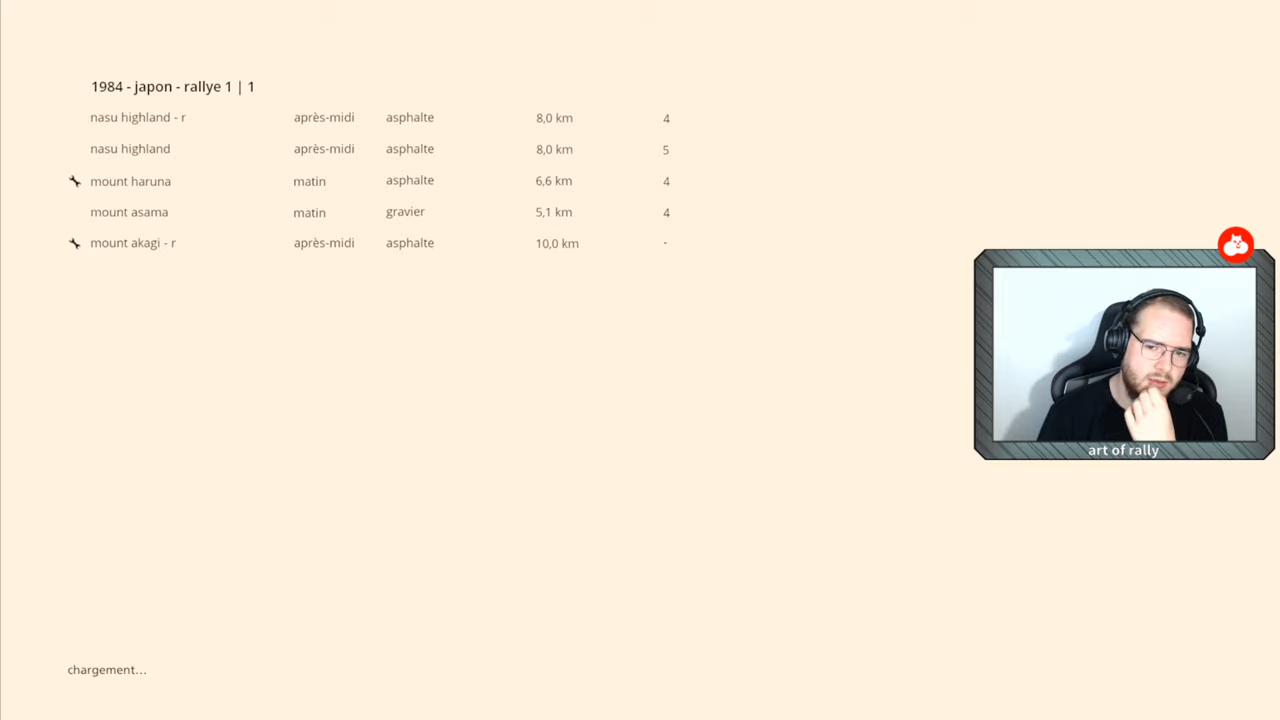 1984 - japon - rallye 1 | 1
nasu highland - r après-midi asphalte 8,0 km 4
nasu highland après-midi asphalte 8,0 km 5
mount haruna matin asphalte 6,6 km 4
mount asama matin gravier 5,1 km 4
mount akagi - r après-midi asphalte 10,0 km -
art of rally
chargement...